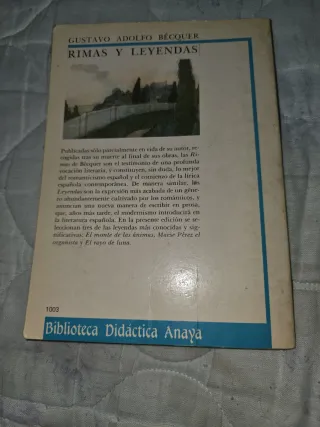 GUSTAVO ADOLFO BÉCQUER
RIMAS Y LEYENDAS
Publicadas sólo parcialmente en vida de su autor, re-
cogidas tras su muerte al final de sus obras, las Ri-
mas de Bécquer son el testimonio de una profunda
vocación literaria, y constituyen, sin duda, lo mejor
del romanticismo español y el comienzo de la lírica
española contemporánea. De manera similar, las
Leyendas son la expresión más acabada de un géne-
ro abundantemente cultivado por los románticos, y
anuncian una nueva manera de escribir en prosa,
que, años más tarde, el modernismo introducirá en
la literatura española. En la presente edición se se-
leccionan tres de las leyendas más conocidas y sig-
nificativas: El monte de las ánimas, Maese Pérez el
organista y El rayo de luna.
1003
Biblioteca Didáctica Anaya